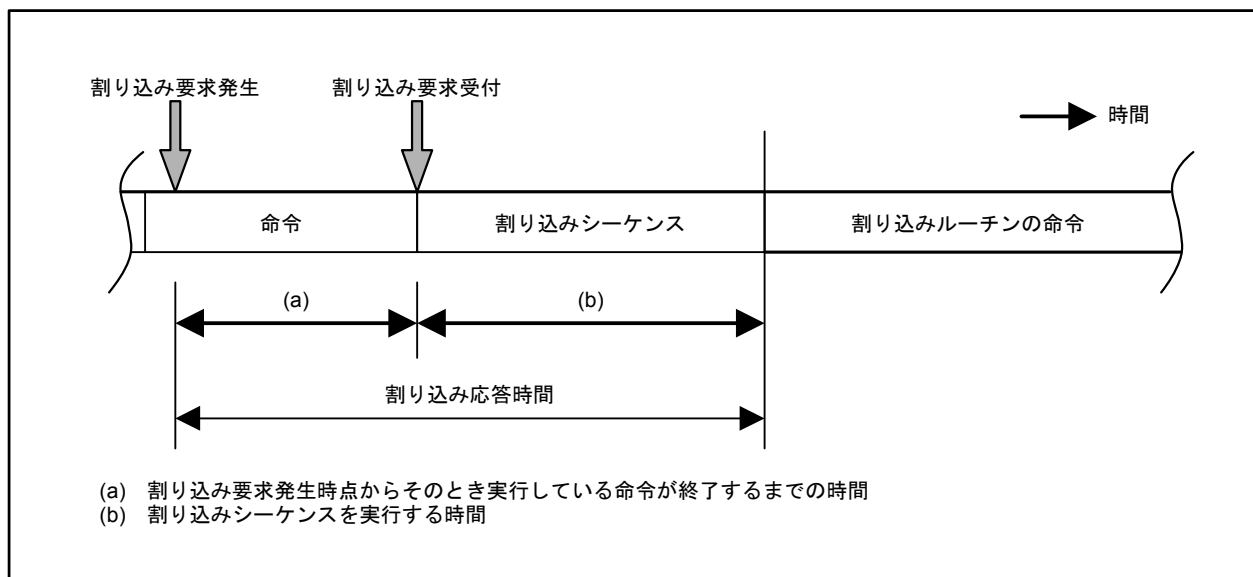 割り込み要求発生
割り込み要求受付
時間
命令
割り込みシーケンス
割り込みルーチンの命令
(a)
(b)
割り込み応答時間
(a) 割り込み要求発生時点からそのとき実行している命令が終了するまでの時間
(b) 割り込みシーケンスを実行する時間